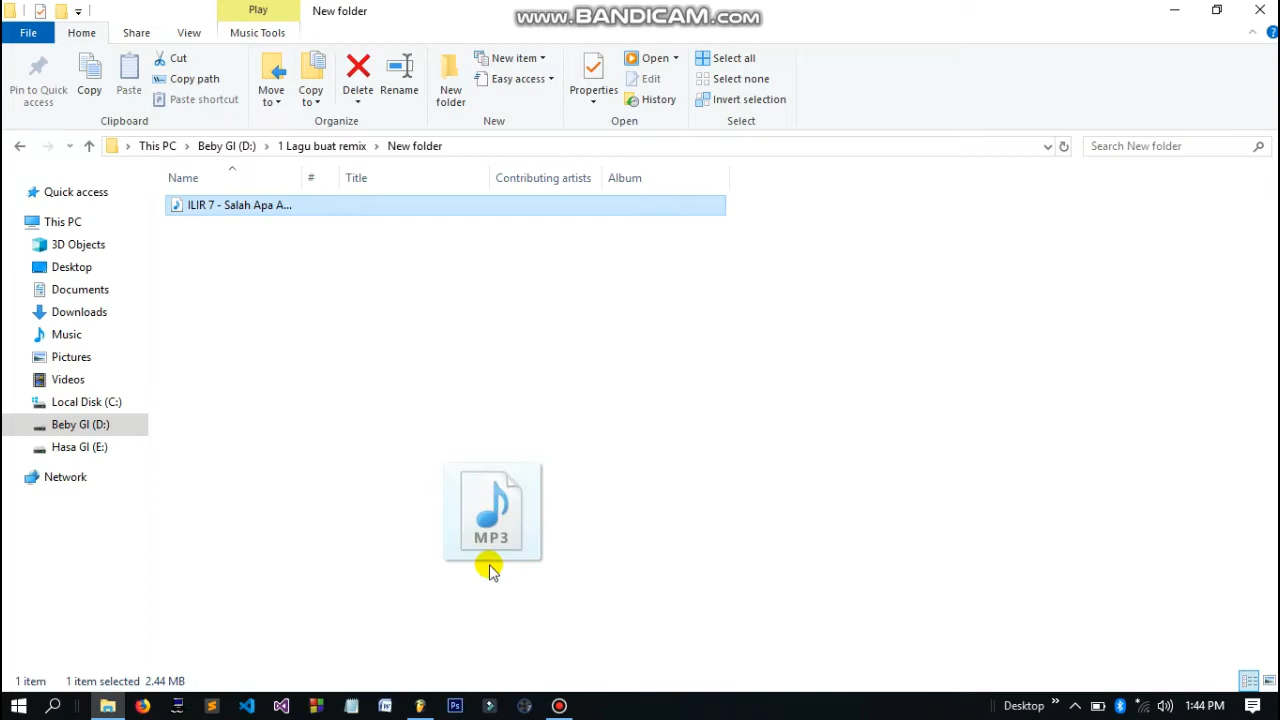 Play
New folder
www.BANDICAM.com
File
Home
Share
View
Music Tools
Pin to Quick access
Copy
Paste
Cut
Copy path
Paste shortcut
Move to
Copy to
Delete
Rename
New folder
New item
Easy access
Properties
Open
Edit
History
Select all
Select none
Invert selection
Clipboard
Organize
New
Open
Select
This PC
Beby GI (D:)
1 Lagu buat remix
New folder
Search New folder
Name
#
Title
Contributing artists
Album
ILIR 7 - Salah Apa A...
Quick access
This PC
3D Objects
Desktop
Documents
Downloads
Music
Pictures
Videos
Local Disk (C:)
Beby GI (D:)
Hasa GI (E:)
Network
MP3
1 item
1 item selected 2.44 MB
Ps
Desktop
1:44 PM